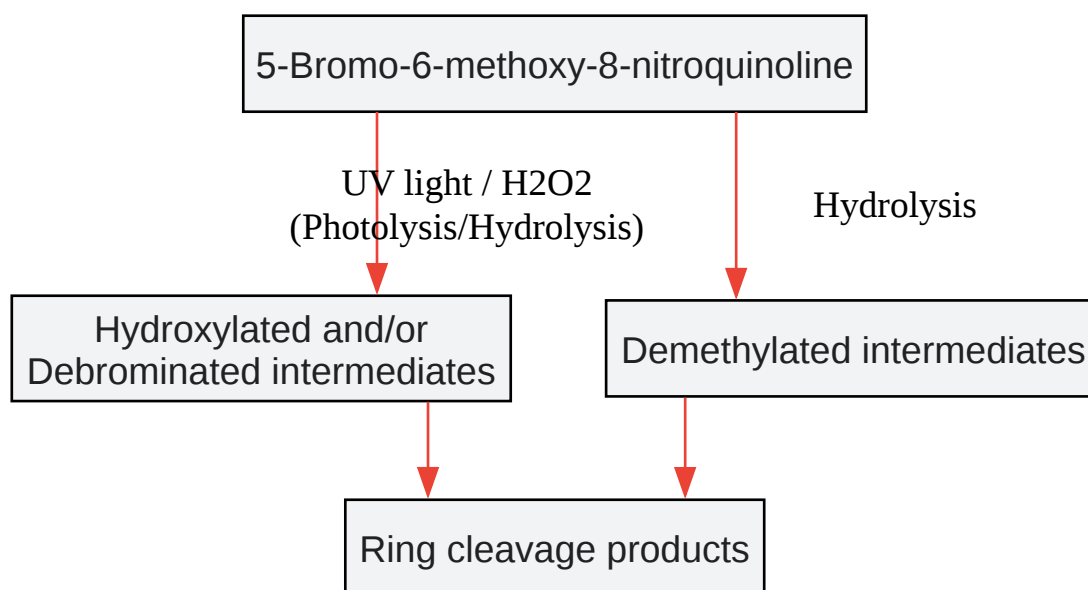 5-Bromo-6-methoxy-8-nitroquinoline
UV light / H2O2
(Photolysis/Hydrolysis)
Hydrolysis
Hydroxylated and/or
Debrominated intermediates
Demethylated intermediates
Ring cleavage products